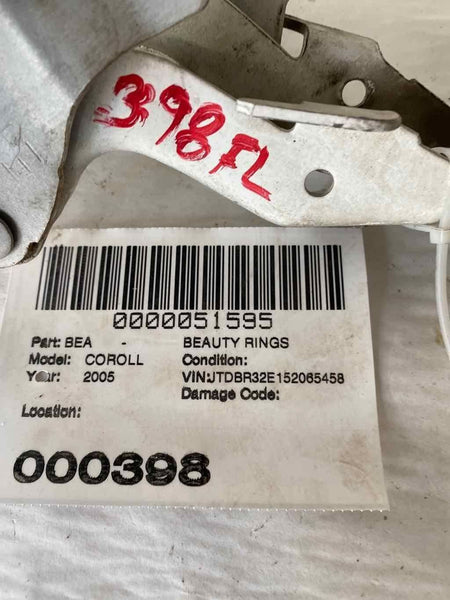 398 FL
0000051595
Part: BEA - BEAUTY RINGS
Model: COROLL Condition:
Year: 2005 VIN:JTDBR32E152065458
Damage Code:
Location:
000398